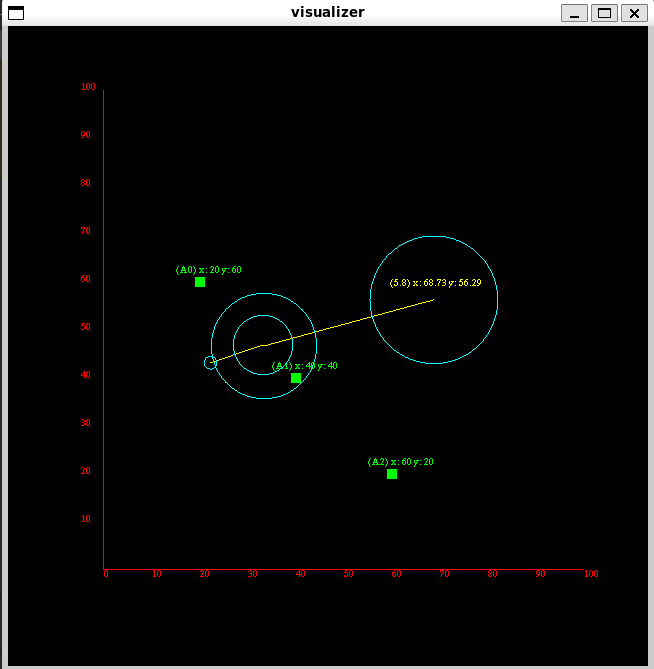 visualizer
100
90
80
70
(A0) x: 20 y: 60
60
(5.8) x: 68.73 y: 56.29
50
40
(A1) x: 40 y: 40
30
(A2) x: 60 y: 20
20
10
0 10 20 30 40 50 60 70 80 90 100